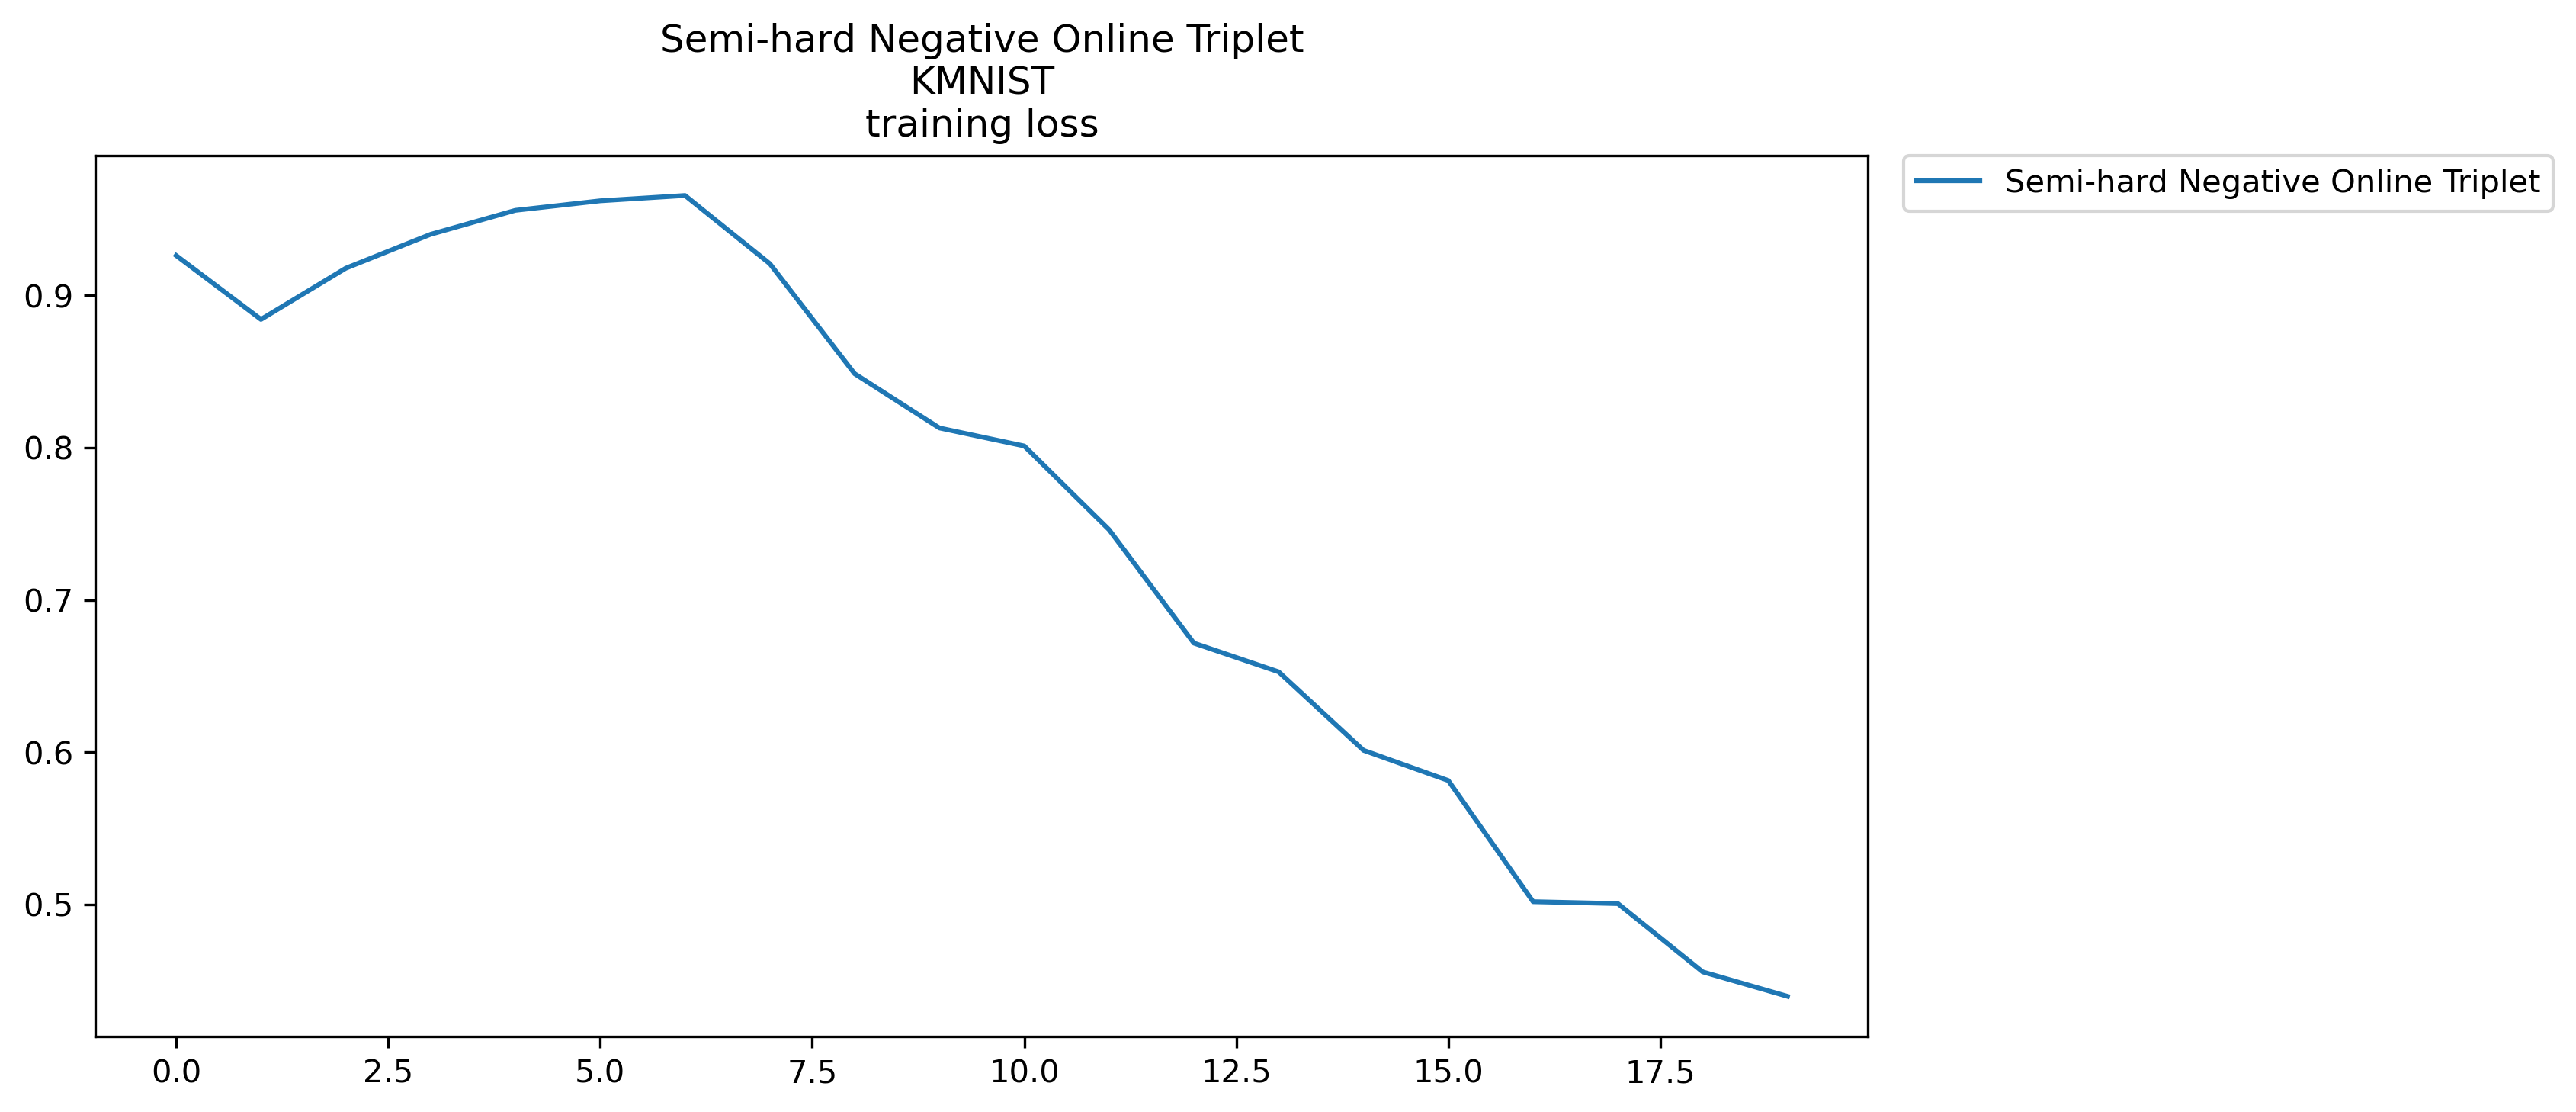 Semi-hard Negative Online Triplet
KMNIST
training loss
Semi-hard Negative Online Triplet
0.9
0.8
0.7
0.6
0.5
0.0 2.5 5.0 7.5 10.0 12.5 15.0 17.5